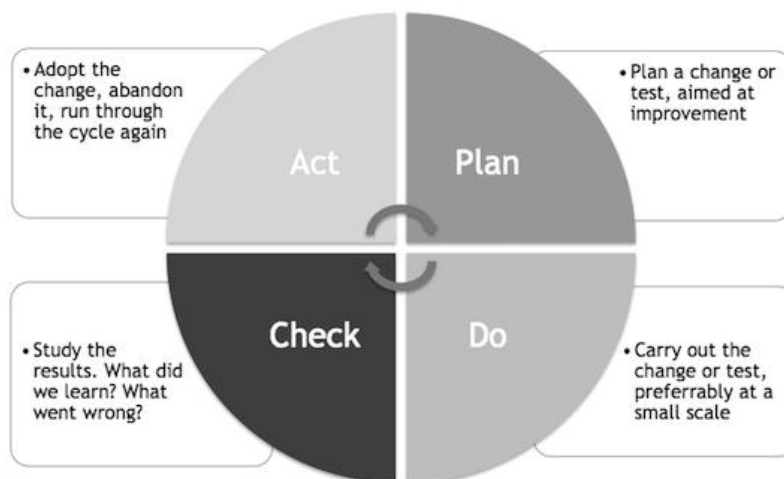 • Adopt the
change, abandon
it, run through
the cycle again
Act
Plan
• Plan a change or
test, aimed at
improvement
• Study the
results. What did
we learn? What
went wrong?
Check
Do
• Carry out the
change or test,
preferrably at a
small scale